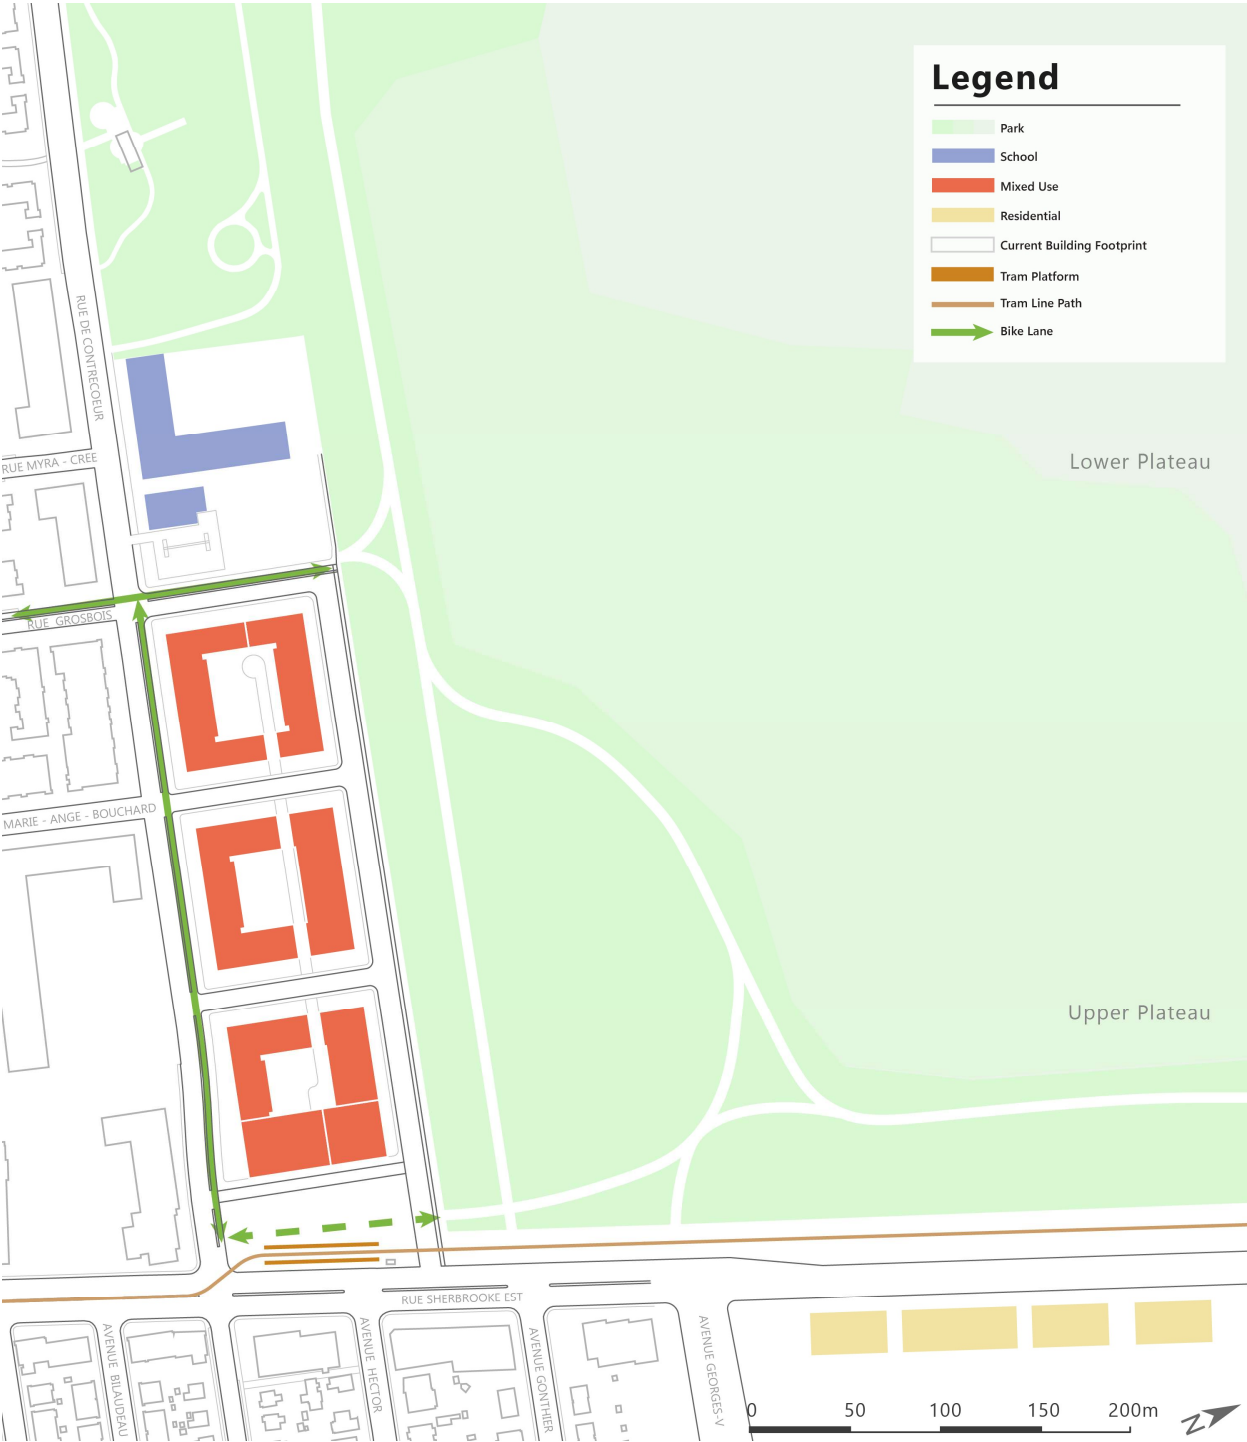 Legend
Park
School
Mixed Use
Residential
Current Building Footprint
Tram Platform
Tram Line Path
Bike Lane
RUE DE CONTRECOEUR
RUE MYRA - CREE
Lower Plateau
RUE GROSBOIS
MARIE - ANGE - BOUCHARD
Upper Plateau
RUE SHERBROOKE EST
AVENUE BILAUDEAU
AVENUE HECTOR
AVENUE GONTHIER
AVENUE GEORGES-V
0 50 100 150 200m
N